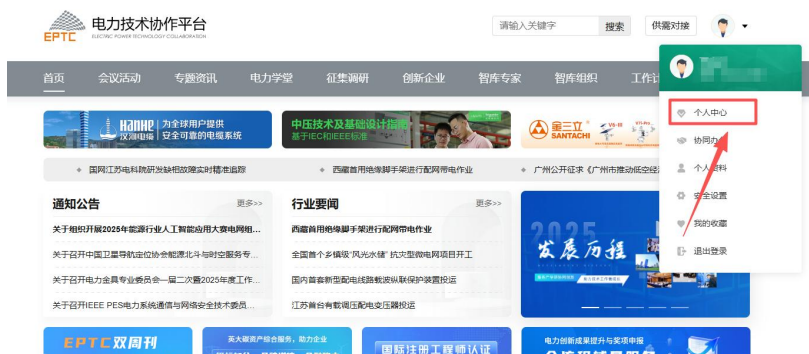 EPTC
电力技术协作平台
ELECTRIC POWER TECHNOLOGY COLLABORATION
请输入关键字
搜索
供需对接
首页
会议活动
专题资讯
电力学堂
征集调研
创新企业
智库专家
智库组织
工作
个人中心
协同办
个人资料
安全设置
我的收藏
退出登录
汉河电缆
为全球用户提供
安全可靠的电缆系统
中压技术及基础设计指南
基于IEC和IEEE标准
SANTACHI
国网江苏电科院研发缺相故障实时精准追踪
西藏首用绝缘脚手架进行配网带电作业
广州公开征求《广州市推动低空经
通知公告
更多>>
关于组织开展2025年能源行业人工智能应用大赛电网组...
关于召开中国卫星导航定位协会能源北斗与时空服务专...
关于召开电力金具专业委员会一届二次暨2025年度工作...
关于召开IEEE PES电力系统通信与网络安全技术委员...
行业要闻
更多>>
西藏首用绝缘脚手架进行配网带电作业
全国首个乡镇级"风光水储" 抗灾型微电网项目开工
国内首套新型配电线路载波纵联保护装置投运
江苏首台有载调压配电变压器投运
2025
发展历程
EPTC双周刊
英大碳资产综合服务，助力企业
国际注册工程师认证
电力创新成果提升与奖项申报